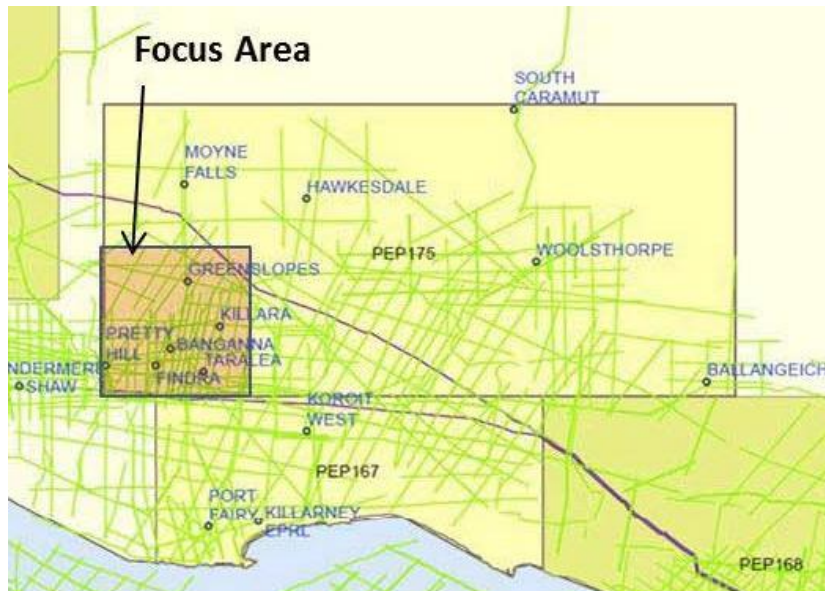 Focus Area
SOUTH
CARAMUT
MOYNE
FALLS
HAWKESDALE
PEP175
WOOLSTHORPE
GREENSLOPES
KILLARA
PRETTY
HILL
BANGANNA
TARALEA
FINDRA
NDERMERE
SHAW
BALLANGEICH
KOROIT
WEST
PEP167
PORT
FAIRY
KILLARNEY
EPRL
PEP168